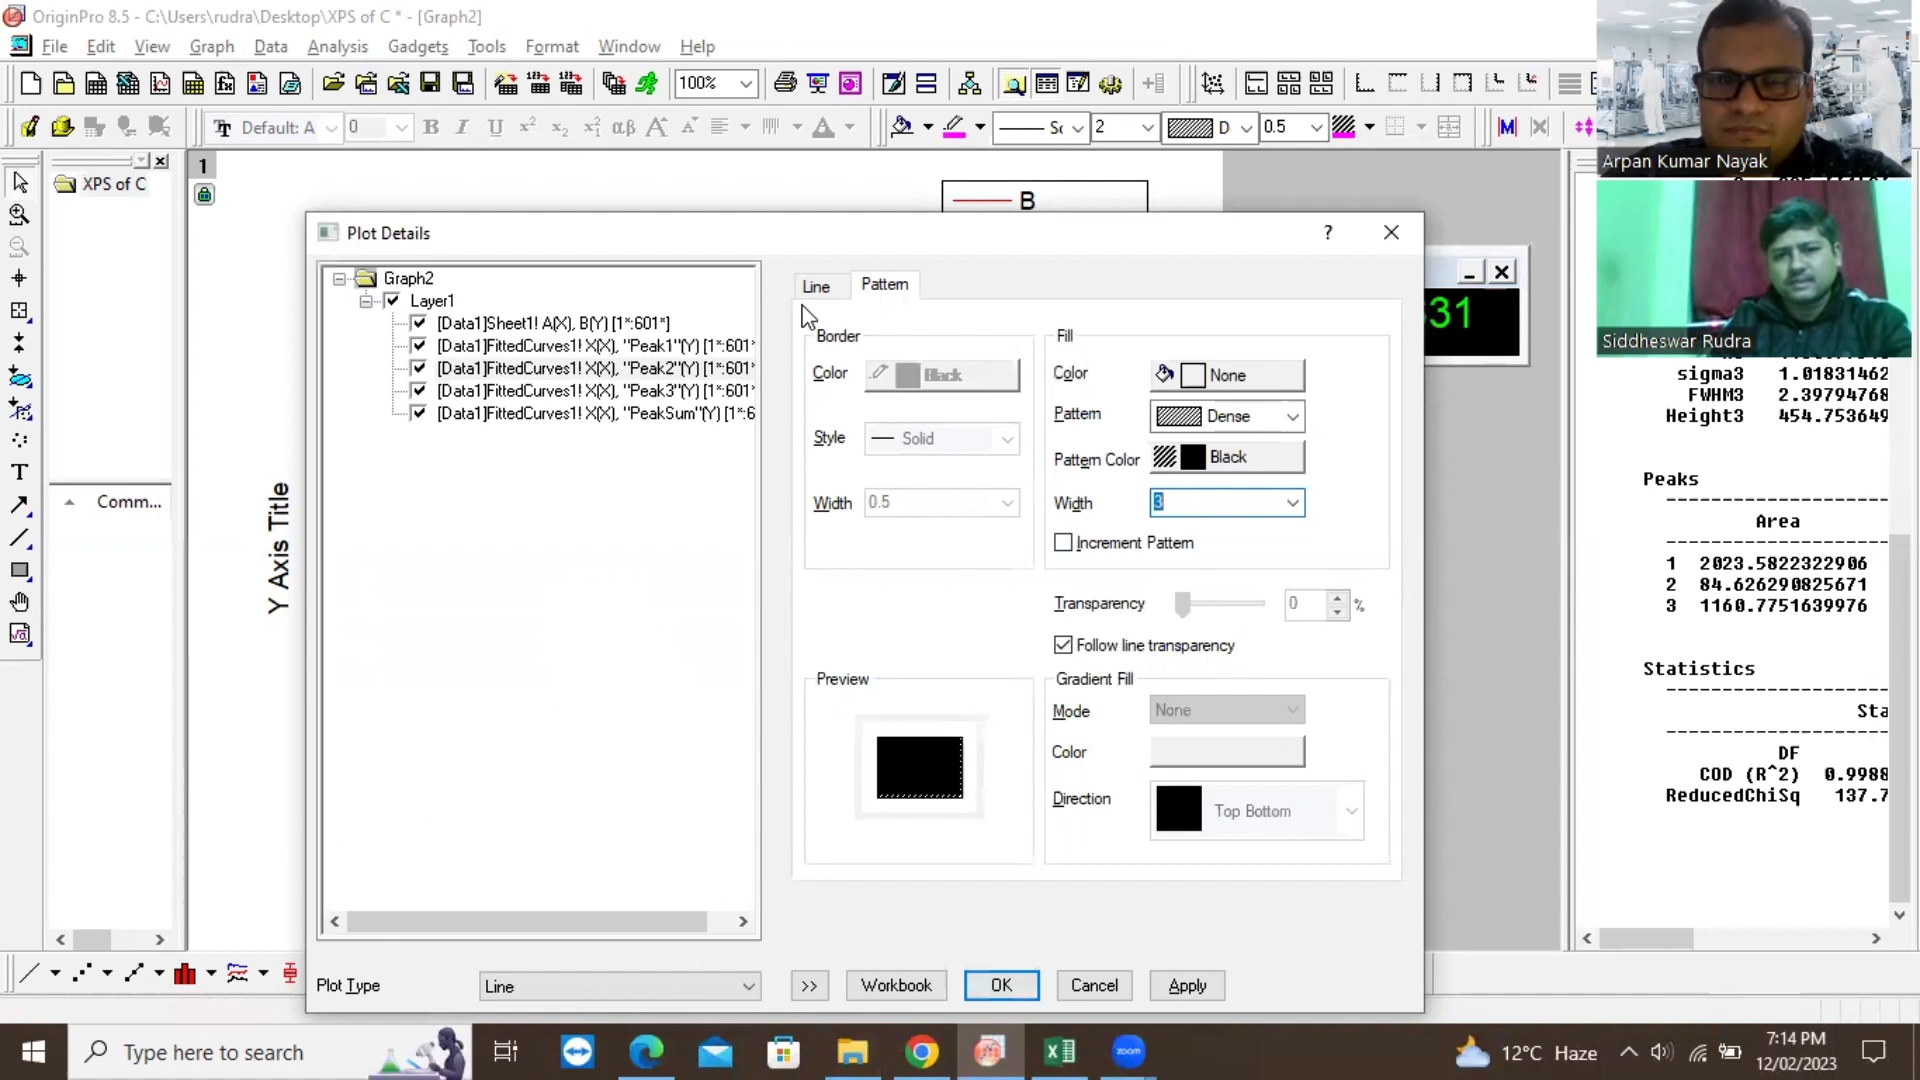 OriginPro 8.5 - C:\Users\rudra\Desktop\XPS of C * - [Graph2]
File Edit View Graph Data Analysis Gadgets Tools Format Window Help
100%
Default: A 0 B I U 2 D 0.5
XPS of C
1
Comm...
Y Axis Title
B
Plot Details
Graph2
Layer1
[Data1]Sheet1! A(X), B(Y) [1*:601*]
[Data1]FittedCurves1! X(X), "Peak1"(Y) [1*:601*
[Data1]FittedCurves1! X(X), "Peak2"(Y) [1*:601*
[Data1]FittedCurves1! X(X), "Peak3"(Y) [1*:601*
[Data1]FittedCurves1! X(X), "PeakSum"(Y) [1*:6
Line Pattern
Border
Color Black
Style Solid
Width 0.5
Fill
Color None
Pattern Dense
Pattern Color Black
Width 3
Increment Pattern
Transparency 0 %
Follow line transparency
Preview
Gradient Fill
Mode None
Color
Direction Top Bottom
Plot Type Line
>> Workbook OK Cancel Apply
31
Arpan Kumar Nayak
Siddheswar Rudra
sigma3 1.01831462
FWHM3 2.39794768
Height3 454.753649
Peaks
Area
1 2023.5822322906
2 84.626290825671
3 1160.7751639976
Statistics
Sta
DF
COD (R^2) 0.9988
ReducedChiSq 137.7
Type here to search
zoom
12°C Haze
7:14 PM
12/02/2023